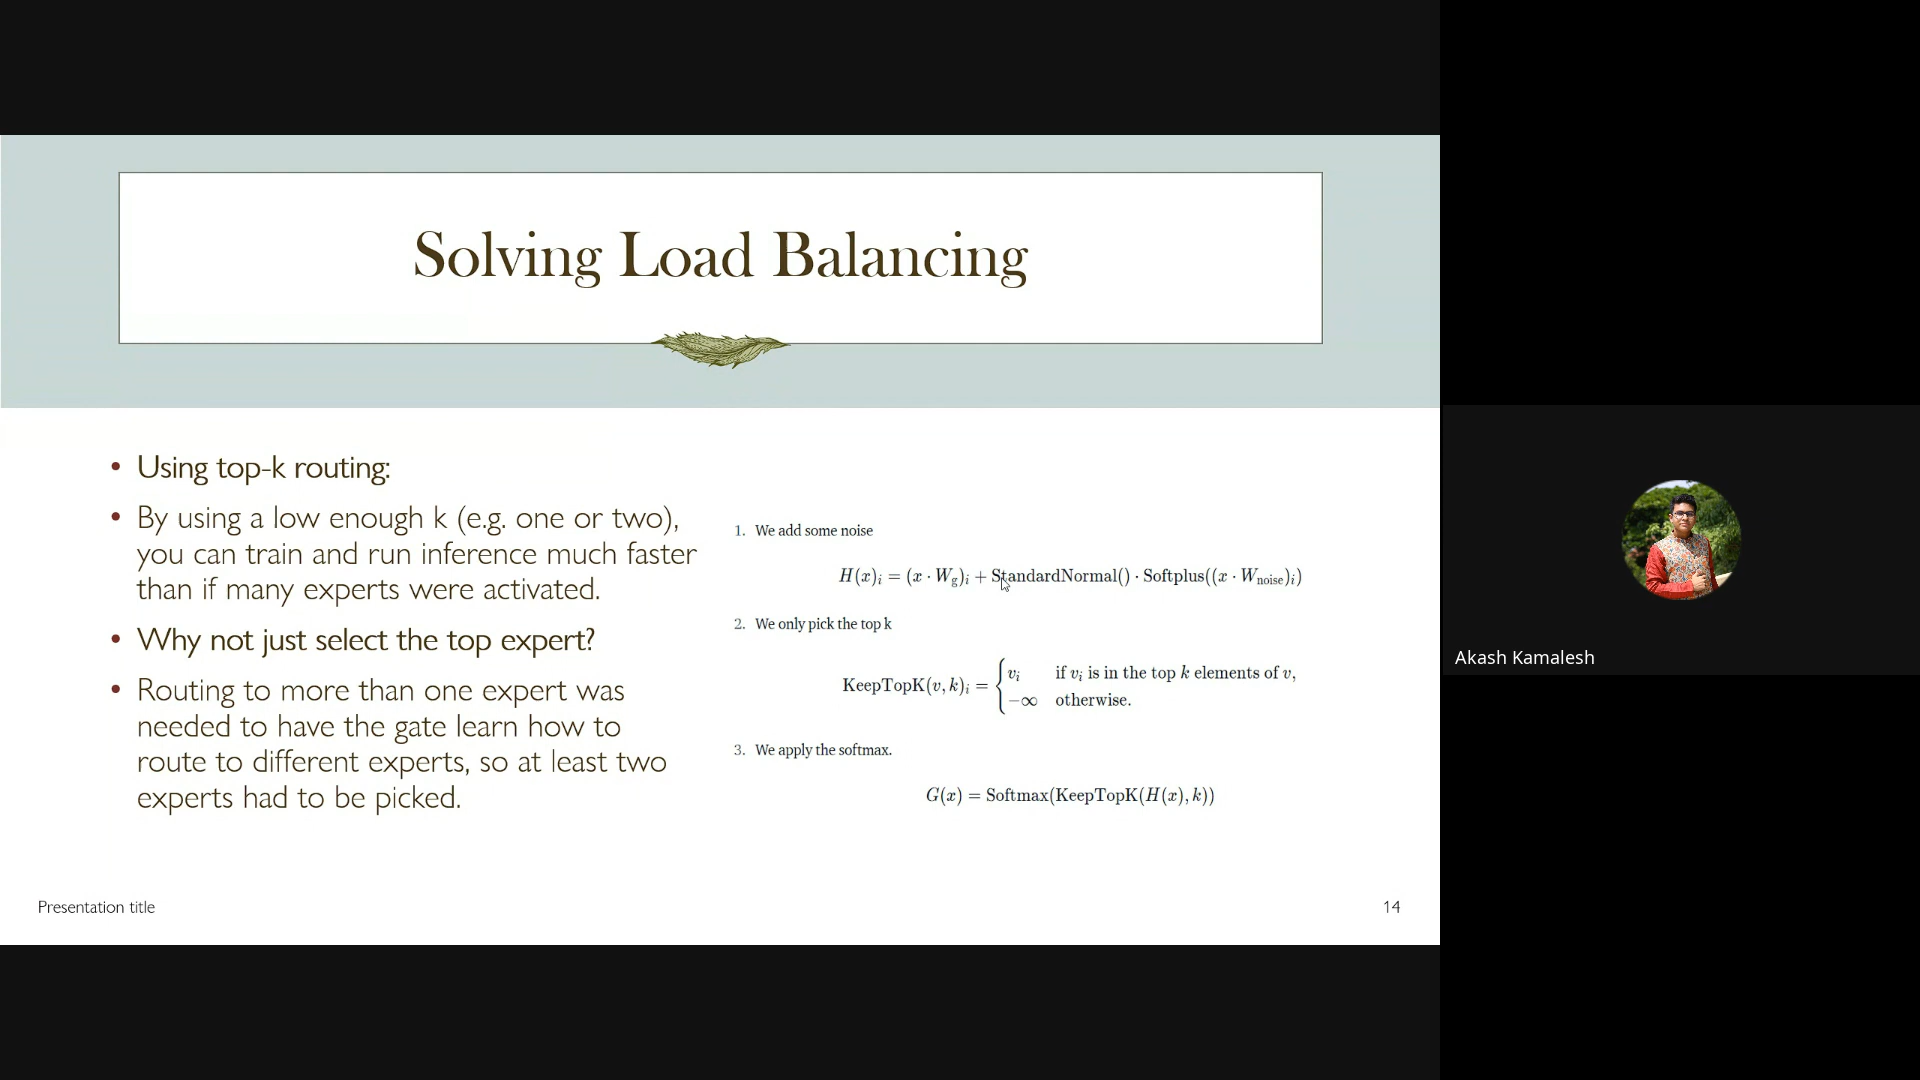 Solving Load Balancing
• Using top-k routing:
• By using a low enough k (e.g. one or two),
you can train and run inference much faster
than if many experts were activated.
• Why not just select the top expert?
• Routing to more than one expert was
needed to have the gate learn how to
route to different experts, so at least two
experts had to be picked.
1. We add some noise
H(x)ᵢ = (x · W_g)ᵢ + StandardNormal() · Softplus((x · W_noise)ᵢ)
2. We only pick the top k
KeepTopK(v, k)ᵢ = { vᵢ if vᵢ is in the top k elements of v,
−∞ otherwise.
3. We apply the softmax.
G(x) = Softmax(KeepTopK(H(x), k))
Presentation title
14
Akash Kamalesh